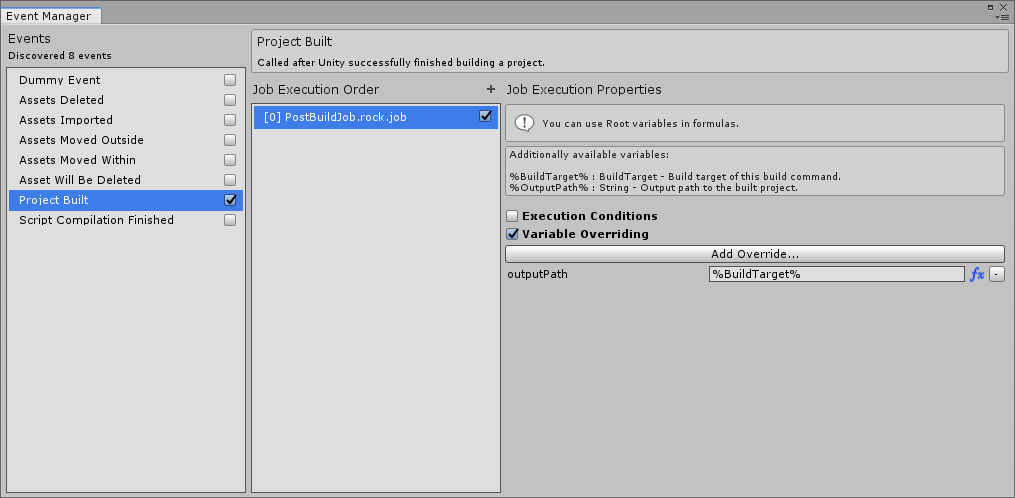 Event Manager
Events
Discovered 8 events
Dummy Event
Assets Deleted
Assets Imported
Assets Moved Outside
Assets Moved Within
Asset Will Be Deleted
Project Built
Script Compilation Finished
Project Built
Called after Unity successfully finished building a project.
Job Execution Order +
[0] PostBuildJob.rock.job
Job Execution Properties
You can use Root variables in formulas.
Additionally available variables:
%BuildTarget% : BuildTarget - Build target of this build command.
%OutputPath% : String - Output path to the built project.
Execution Conditions
Variable Overriding
Add Override...
outputPath %BuildTarget% fx -